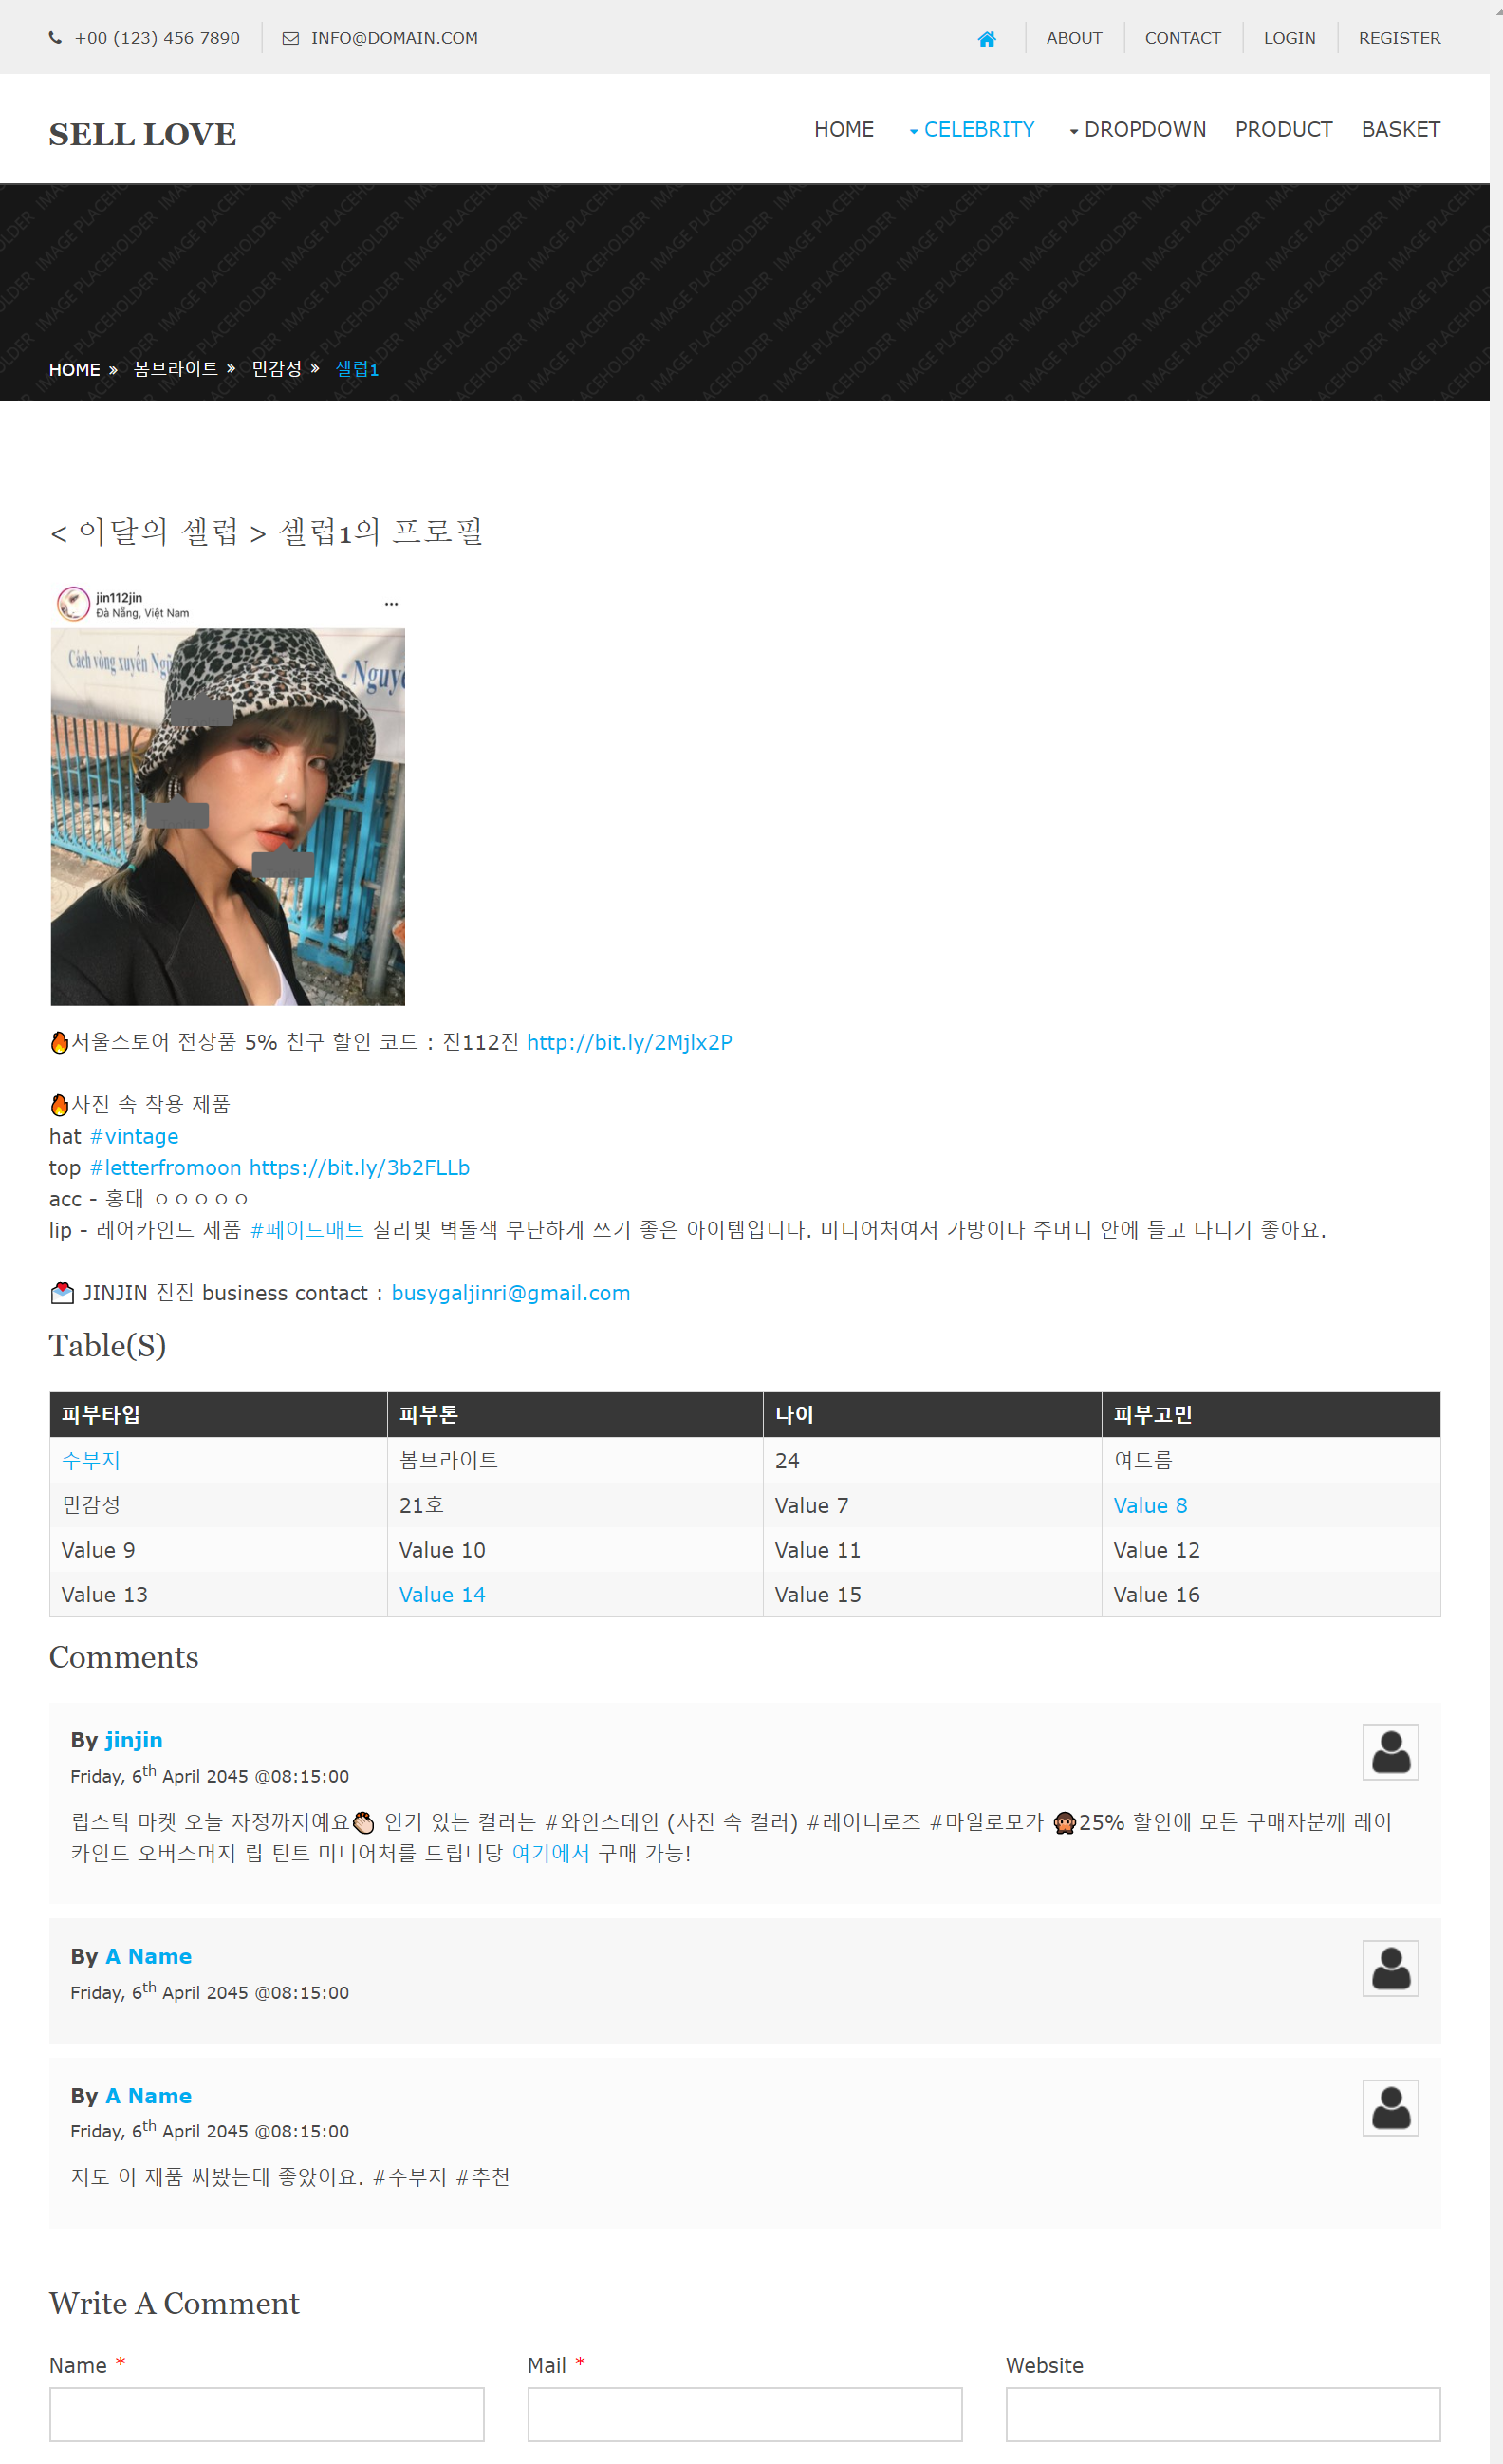 +00 (123) 456 7890 INFO@DOMAIN.COM ABOUT CONTACT LOGIN REGISTER
SELL LOVE HOME CELEBRITY DROPDOWN PRODUCT BASKET
IMAGE PLACEHOLDER
HOME » 봄브라이트 » 민감성 » 셀럽1
< 이달의 셀럽 > 셀럽1의 프로필
jin112jin
Đà Nẵng, Việt Nam
...
Cách vòng xuyến Ngu - Nguy
🔥서울스토어 전상품 5% 친구 할인 코드 : 진112진 http://bit.ly/2Mjlx2P
🔥사진 속 착용 제품
hat #vintage
top #letterfromoon https://bit.ly/3b2FLLb
acc - 홍대 ㅇㅇㅇㅇㅇ
lip - 레어카인드 제품 #페이드매트 칠리빛 벽돌색 무난하게 쓰기 좋은 아이템입니다. 미니어처여서 가방이나 주머니 안에 들고 다니기 좋아요.
💌 JINJIN 진진 business contact : busygaljinri@gmail.com
Table(S)
피부타입 피부톤 나이 피부고민
수부지 봄브라이트 24 여드름
민감성 21호 Value 7 Value 8
Value 9 Value 10 Value 11 Value 12
Value 13 Value 14 Value 15 Value 16
Comments
By jinjin
Friday, 6th April 2045 @08:15:00
립스틱 마켓 오늘 자정까지예요👏 인기 있는 컬러는 #와인스테인 (사진 속 컬러) #레이니로즈 #마일로모카 🙊25% 할인에 모든 구매자분께 레어
카인드 오버스머지 립 틴트 미니어처를 드립니당 여기에서 구매 가능!
By A Name
Friday, 6th April 2045 @08:15:00
By A Name
Friday, 6th April 2045 @08:15:00
저도 이 제품 써봤는데 좋았어요. #수부지 #추천
Write A Comment
Name * Mail * Website